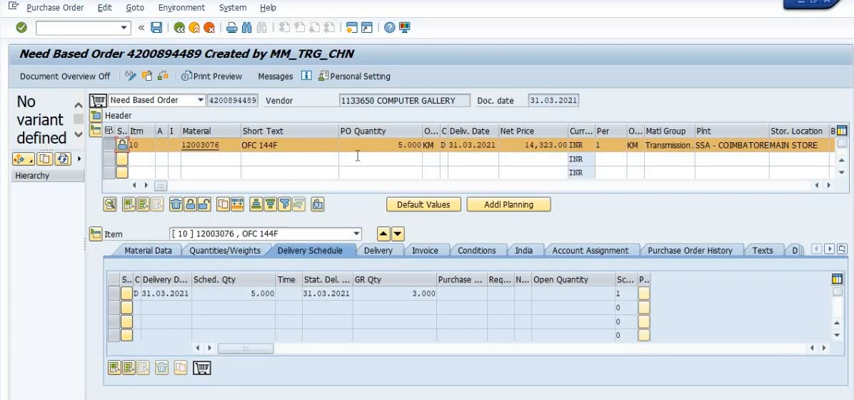 Purchase Order Edit Goto Environment System Help
Need Based Order 4200894489 Created by MM_TRG_CHN
Document Overview Off Print Preview Messages Personal Setting
No
variant
defined
Hierarchy
Need Based Order 4200894489 Vendor 1133650 COMPUTER GALLERY Doc. date 31.03.2021
Header
S.. Itm A I Material Short Text PO Quantity O... C Deliv. Date Net Price Curr... Per O... Matl Group Plnt Stor. Location B
10 12003076 OFC 144F 5.000 KM D 31.03.2021 14,323.00 INR 1 KM Transmission. SSA - COIMBATORE MAIN STORE
INR
INR
Default Values Addl Planning
Item [ 10 ] 12003076 , OFC 144F
Material Data Quantities/Weights Delivery Schedule Delivery Invoice Conditions India Account Assignment Purchase Order History Texts D
S.. C Delivery D... Sched. Qty Time Stat. Del. ... GR Qty Purchase ... Req... N... Open Quantity Sc... P..
D 31.03.2021 5.000 31.03.2021 3.000 1
0
0
0